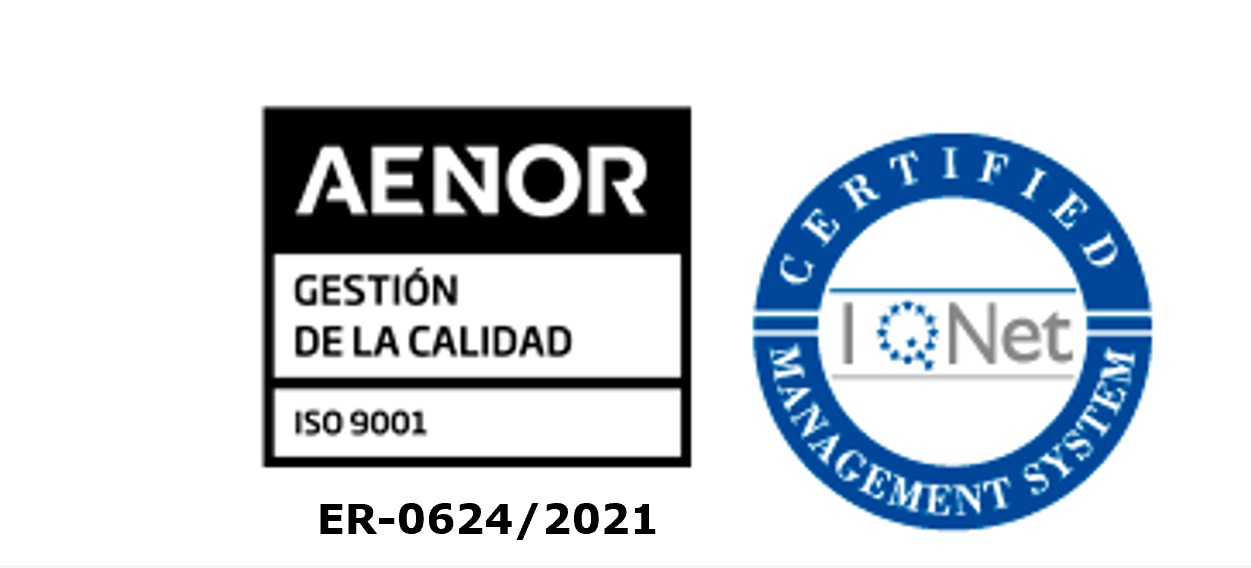 AENOR
GESTIÓN
DE LA CALIDAD
ISO 9001
ER-0624/2021
CERTIFIED
IQNet
MANAGEMENT SYSTEM